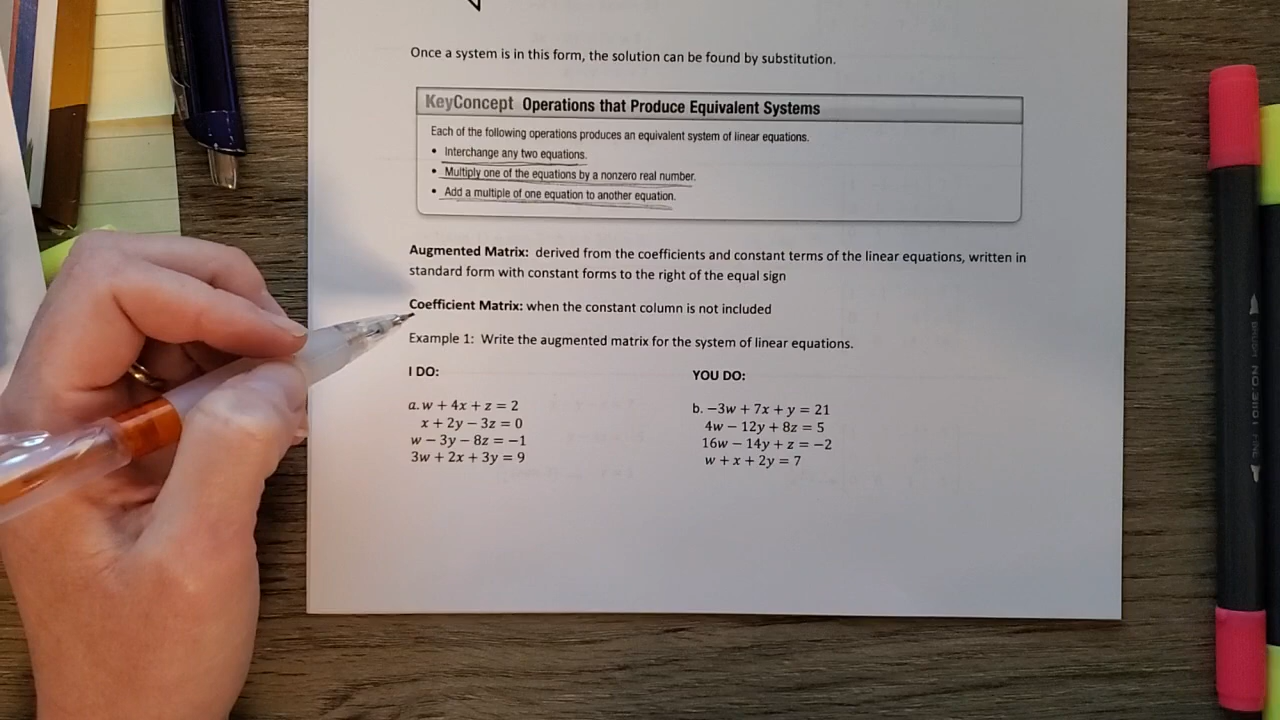 Once a system is in this form, the solution can be found by substitution.
KeyConcept Operations that Produce Equivalent Systems
Each of the following operations produces an equivalent system of linear equations.
• Interchange any two equations.
• Multiply one of the equations by a nonzero real number.
• Add a multiple of one equation to another equation.
Augmented Matrix: derived from the coefficients and constant terms of the linear equations, written in
standard form with constant forms to the right of the equal sign
Coefficient Matrix: when the constant column is not included
Example 1: Write the augmented matrix for the system of linear equations.
I DO:
a. w + 4x + z = 2
x + 2y − 3z = 0
w − 3y − 8z = −1
3w + 2x + 3y = 9
YOU DO:
b. −3w + 7x + y = 21
4w − 12y + 8z = 5
16w − 14y + z = −2
w + x + 2y = 7